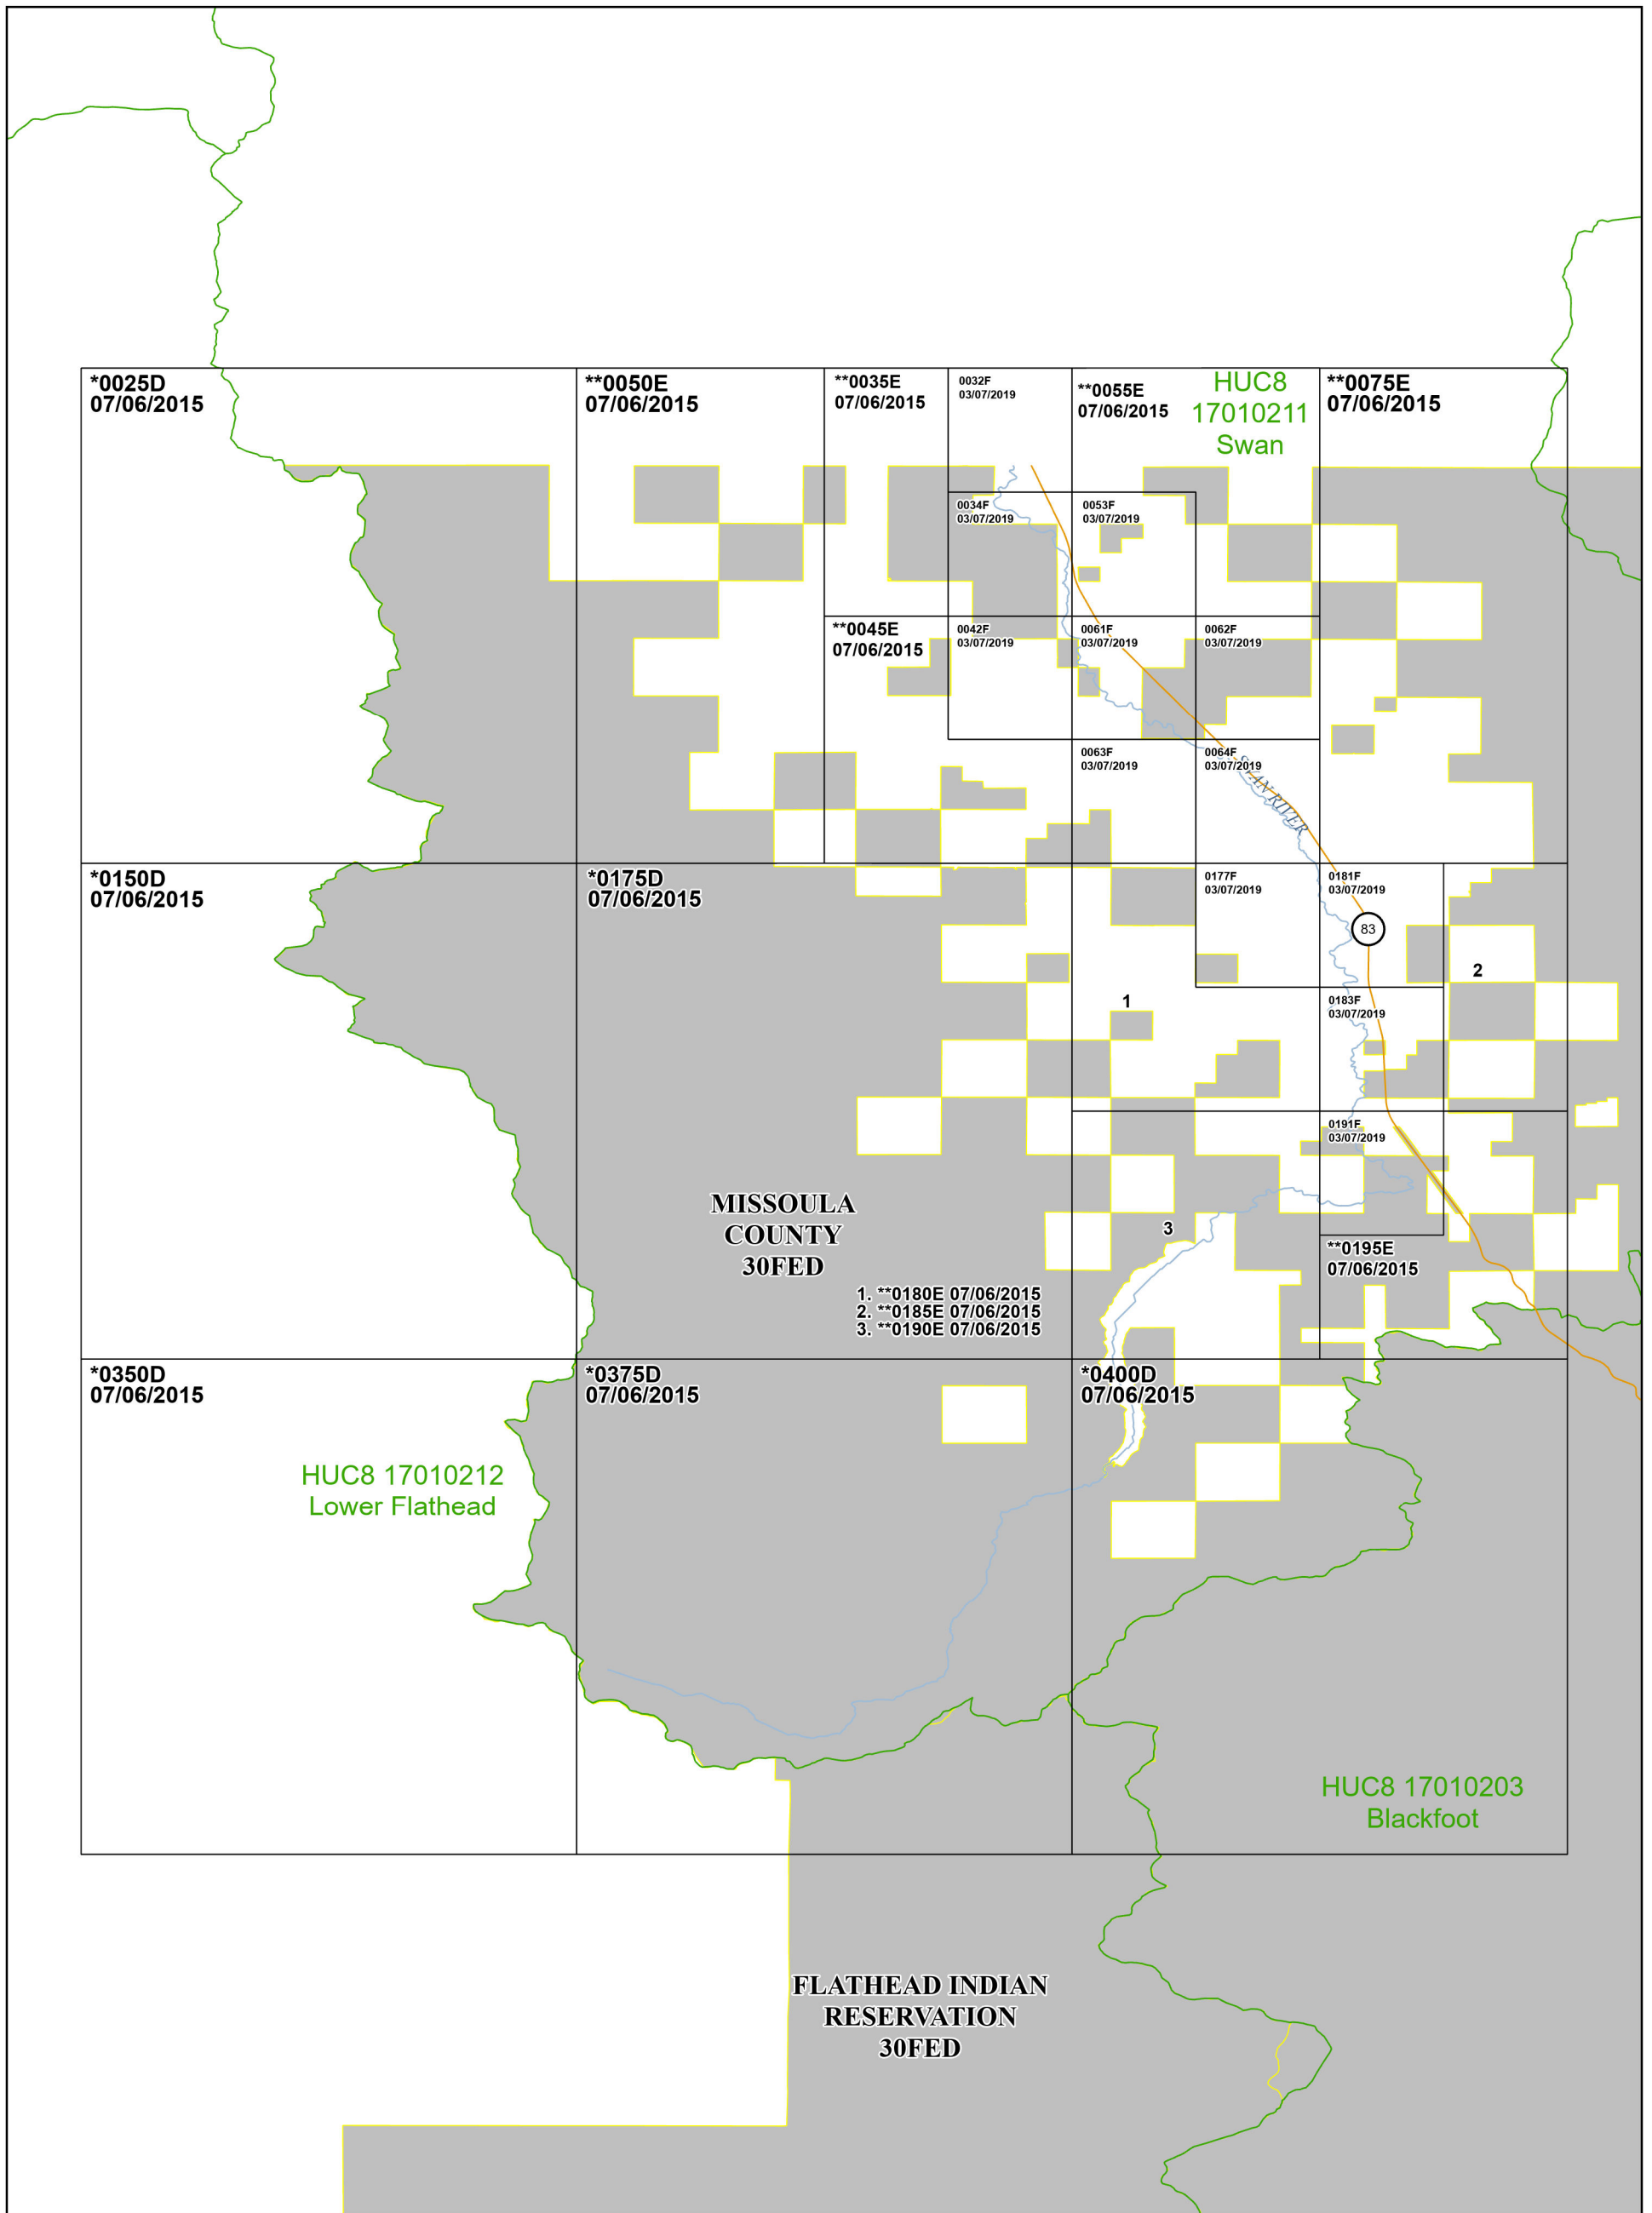 *0025D
07/06/2015
**0050E
07/06/2015
**0035E
07/06/2015
0032F
03/07/2019
**0055E
07/06/2015
HUC8
17010211
Swan
**0075E
07/06/2015
0034F
03/07/2019
0053F
03/07/2019
**0045E
07/06/2015
0042F
03/07/2019
0061F
03/07/2019
0062F
03/07/2019
0063F
03/07/2019
0064F
03/07/2019
SWAN RIVER
*0150D
07/06/2015
*0175D
07/06/2015
0177F
03/07/2019
0181F
03/07/2019
83
2
1
0183F
03/07/2019
0191F
03/07/2019
MISSOULA
COUNTY
30FED
3
**0195E
07/06/2015
1. **0180E 07/06/2015
2. **0185E 07/06/2015
3. **0190E 07/06/2015
*0350D
07/06/2015
*0375D
07/06/2015
*0400D
07/06/2015
HUC8 17010212
Lower Flathead
HUC8 17010203
Blackfoot
FLATHEAD INDIAN
RESERVATION
30FED